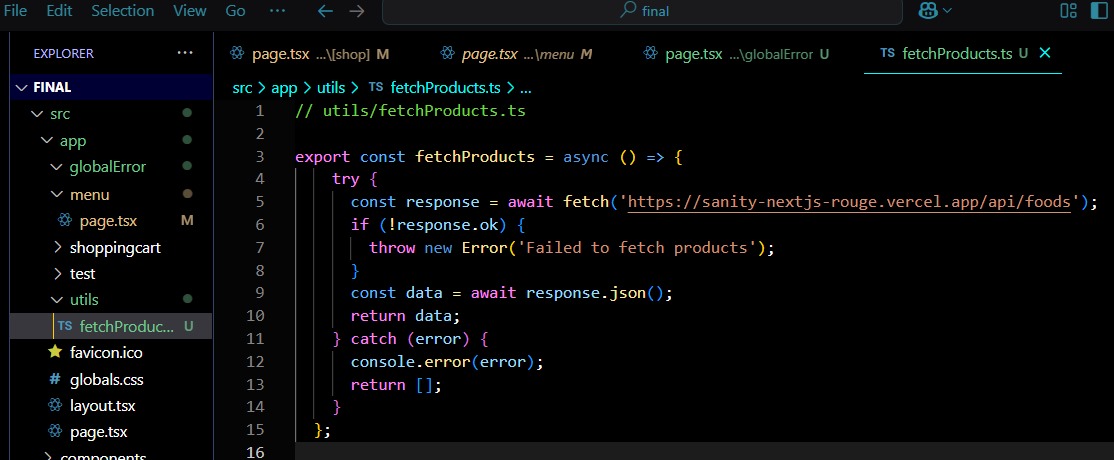 File Edit Selection View Go ··· ← → final
EXPLORER ···
page.tsx ...\[shop] M
page.tsx ...\menu M
page.tsx ...\globalError U
TS fetchProducts.ts U ×
FINAL
src
app
globalError
menu
page.tsx M
shoppingcart
test
utils
TS fetchProduc... U
favicon.ico
# globals.css
layout.tsx
page.tsx
components
src > app > utils > TS fetchProducts.ts > ...
1 // utils/fetchProducts.ts
2
3 export const fetchProducts = async () => {
4 try {
5 const response = await fetch('https://sanity-nextjs-rouge.vercel.app/api/foods');
6 if (!response.ok) {
7 throw new Error('Failed to fetch products');
8 }
9 const data = await response.json();
10 return data;
11 } catch (error) {
12 console.error(error);
13 return [];
14 }
15 };
16